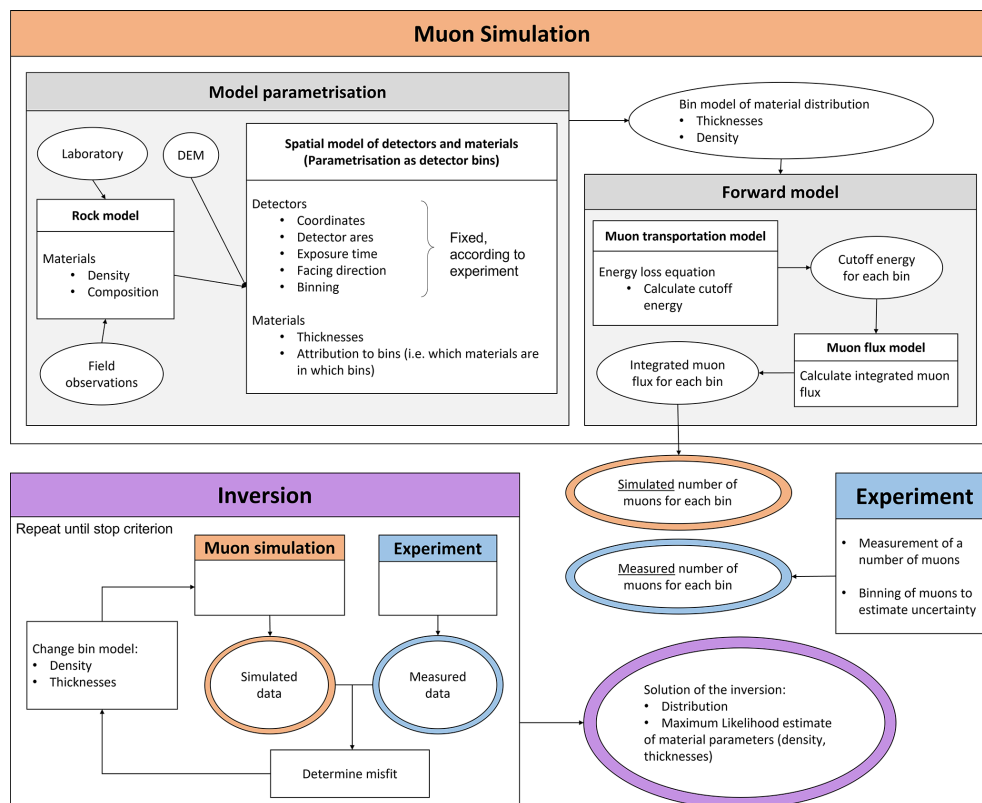 Muon Simulation
Model parametrisation
Laboratory
DEM
Rock model
Materials
• Density
• Composition
Field
observations
Spatial model of detectors and materials
(Parametrisation as detector bins)
Detectors
• Coordinates
• Detector ares
• Exposure time
• Facing direction
• Binning
Fixed,
according to
experiment
Materials
• Thicknesses
• Attribution to bins (i.e. which materials are
in which bins)
Bin model of material distribution
• Thicknesses
• Density
Forward model
Muon transportation model
Energy loss equation
• Calculate cutoff
energy
Cutoff energy
for each bin
Muon flux model
Calculate integrated muon
flux
Integrated muon
flux for each bin
Simulated number of
muons for each bin
Measured number of
muons for each bin
Experiment
• Measurement of a
number of muons
• Binning of muons to
estimate uncertainty
Inversion
Repeat until stop criterion
Muon simulation
Experiment
Change bin model:
• Density
• Thicknesses
Simulated
data
Measured
data
Determine misfit
Solution of the inversion:
• Distribution
• Maximum Likelihood estimate
of material parameters (density,
thicknesses)